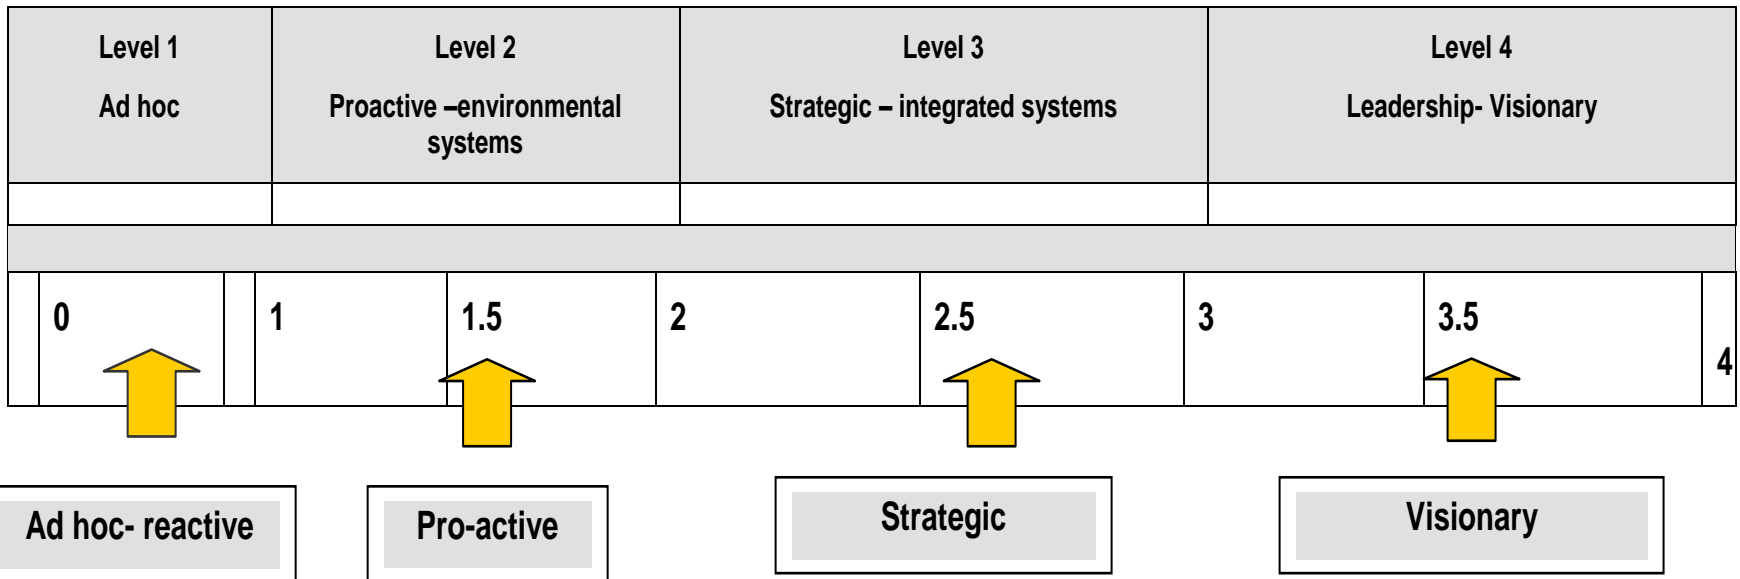 Level 1
Ad hoc
Level 2
Proactive –environmental
systems
Level 3
Strategic – integrated systems
Level 4
Leadership- Visionary
0
1
1.5
2
2.5
3
3.5
4
Ad hoc- reactive
Pro-active
Strategic
Visionary